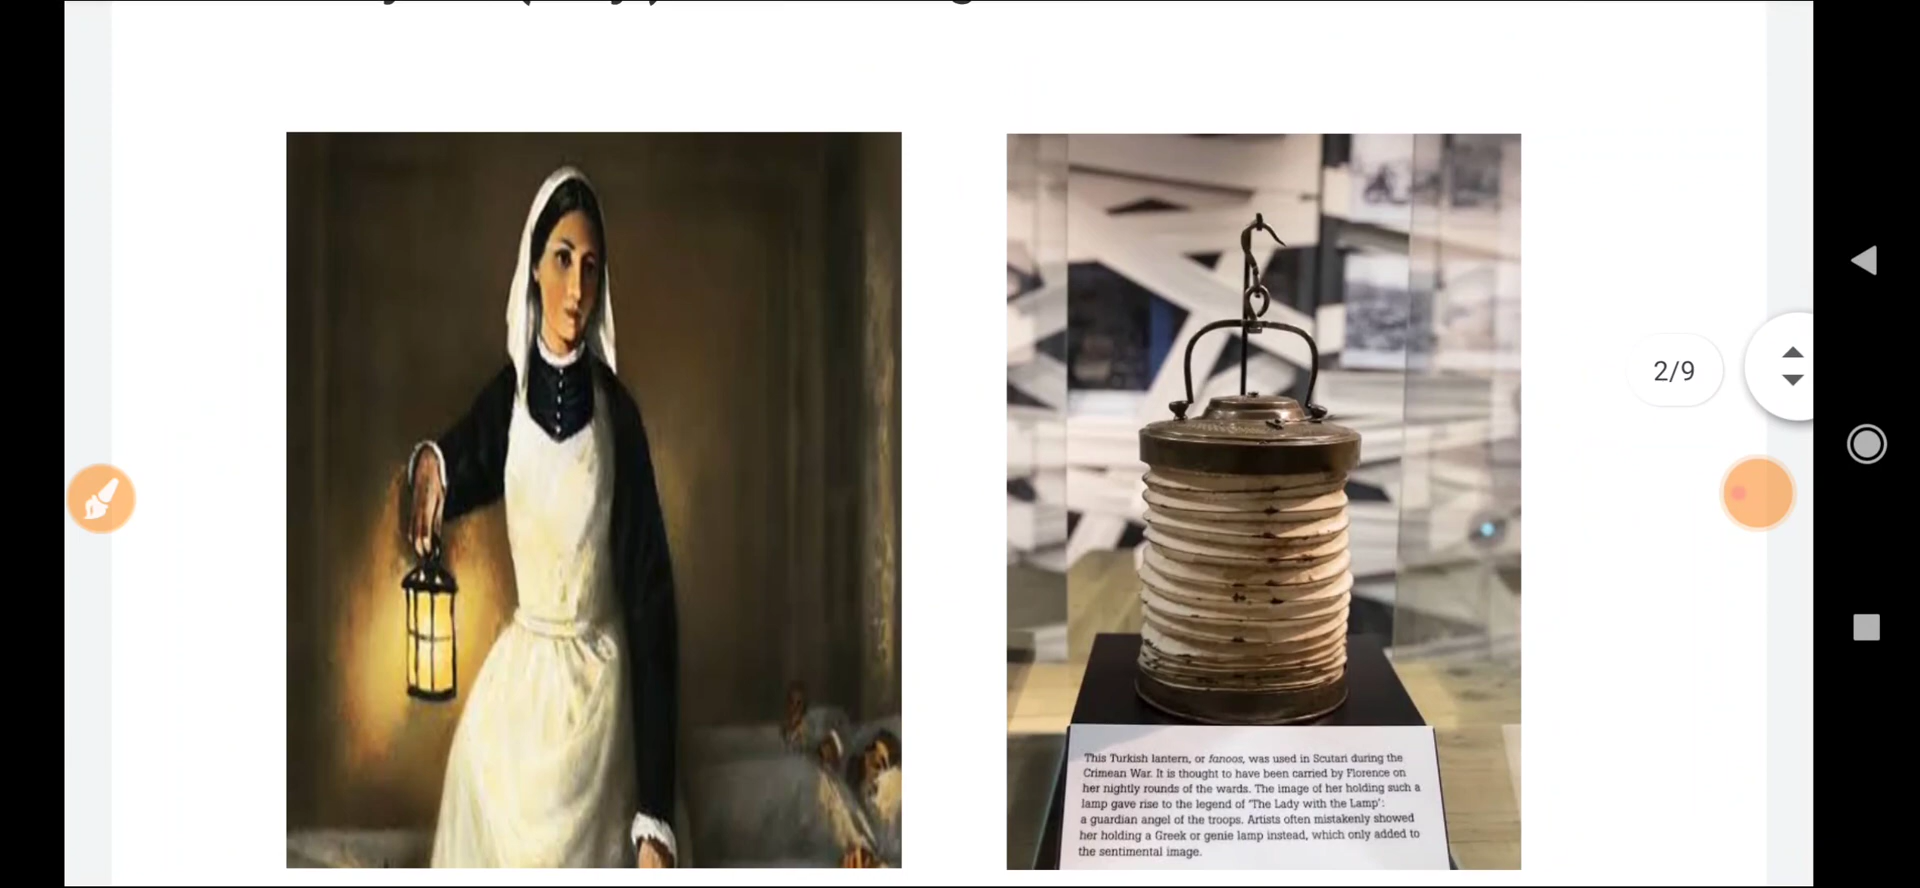 2/9
This Turkish lantern, or fanoos, was used in Scutari during the
Crimean War. It is thought to have been carried by Florence on
her nightly rounds of the wards. The image of her holding such a
lamp gave rise to the legend of 'The Lady with the Lamp':
a guardian angel of the troops. Artists often mistakenly showed
her holding a Greek or genie lamp instead, which only added to
the sentimental image.